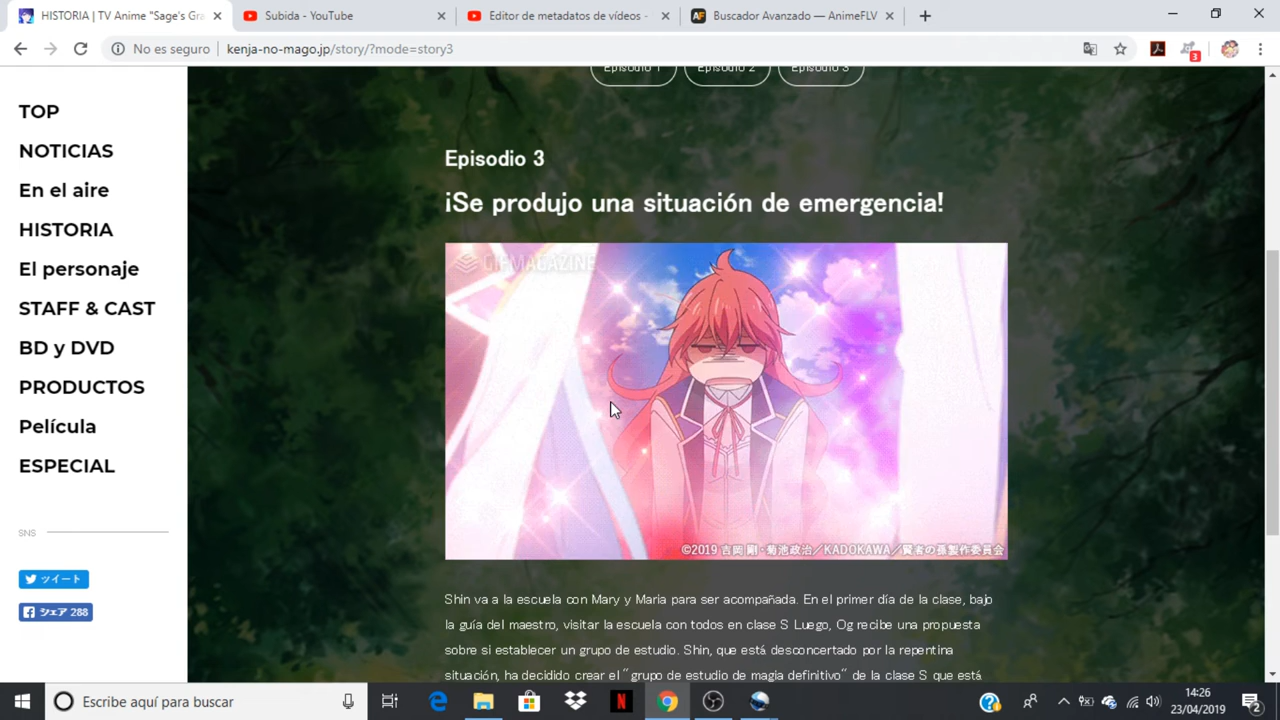 HISTORIA | TV Anime "Sage's Gra
Subida - YouTube
Editor de metadatos de vídeos -
Buscador Avanzado — AnimeFLV
No es seguro
kenja-no-mago.jp/story/?mode=story3
3
TOP
NOTICIAS
En el aire
HISTORIA
El personaje
STAFF & CAST
BD y DVD
PRODUCTOS
Película
ESPECIAL
SNS
ツイート
シェア 288
Episodio 1
Episodio 2
Episodio 3
Episodio 3
¡Se produjo una situación de emergencia!
GIFMAGAZINE
©2019 吉岡 剛・菊池政治／KADOKAWA／賢者の孫製作委員会
Shin va a la escuela con Mary y Maria para ser acompañada. En el primer día de la clase, bajo
la guía del maestro, visitar la escuela con todos en clase S Luego, Og recibe una propuesta
sobre si establecer un grupo de estudio. Shin, que está desconcertado por la repentina
situación, ha decidido crear el "grupo de estudio de magia definitivo" de la clase S que está
Escribe aquí para buscar
14:26
23/04/2019
2